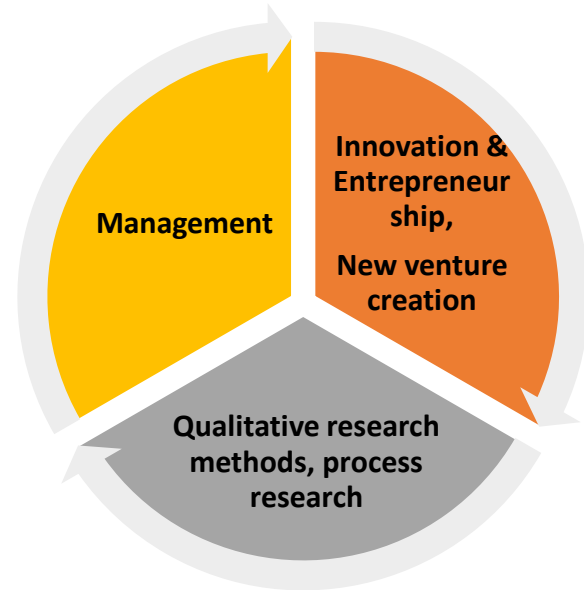 Management
Innovation &
Entrepreneur
ship,
New venture
creation
Qualitative research
methods, process
research